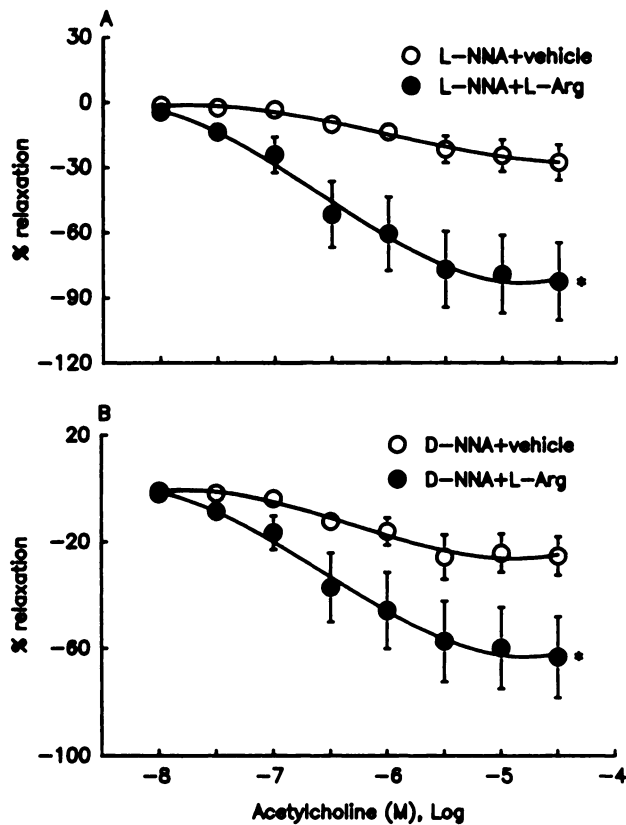 A
30
0
−30
−60
−90
−120
% relaxation
L−NNA+vehicle
L−NNA+L−Arg
*
B
20
−20
−60
−100
% relaxation
D−NNA+vehicle
D−NNA+L−Arg
*
−8 −7 −6 −5 −4
Acetylcholine (M), Log